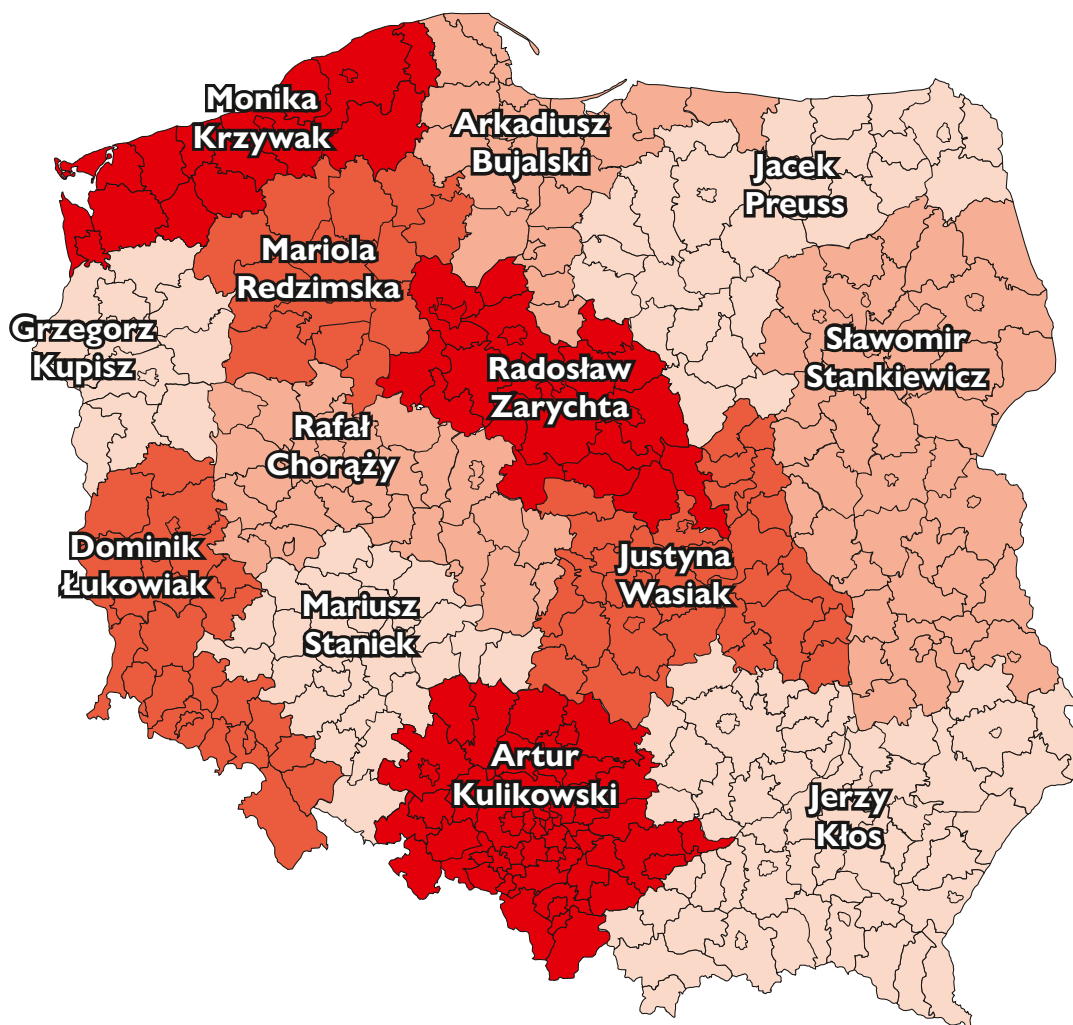 Monika
Krzywak
Arkadiusz
Bujalski
Jacek
Preuss
Mariola
Redzimska
Grzegorz
Kupisz
Radosław
Zarychta
Sławomir
Stankiewicz
Rafał
Chorąży
Dominik
Łukowiak
Justyna
Wasiak
Mariusz
Staniek
Artur
Kulikowski
Jerzy
Kłos